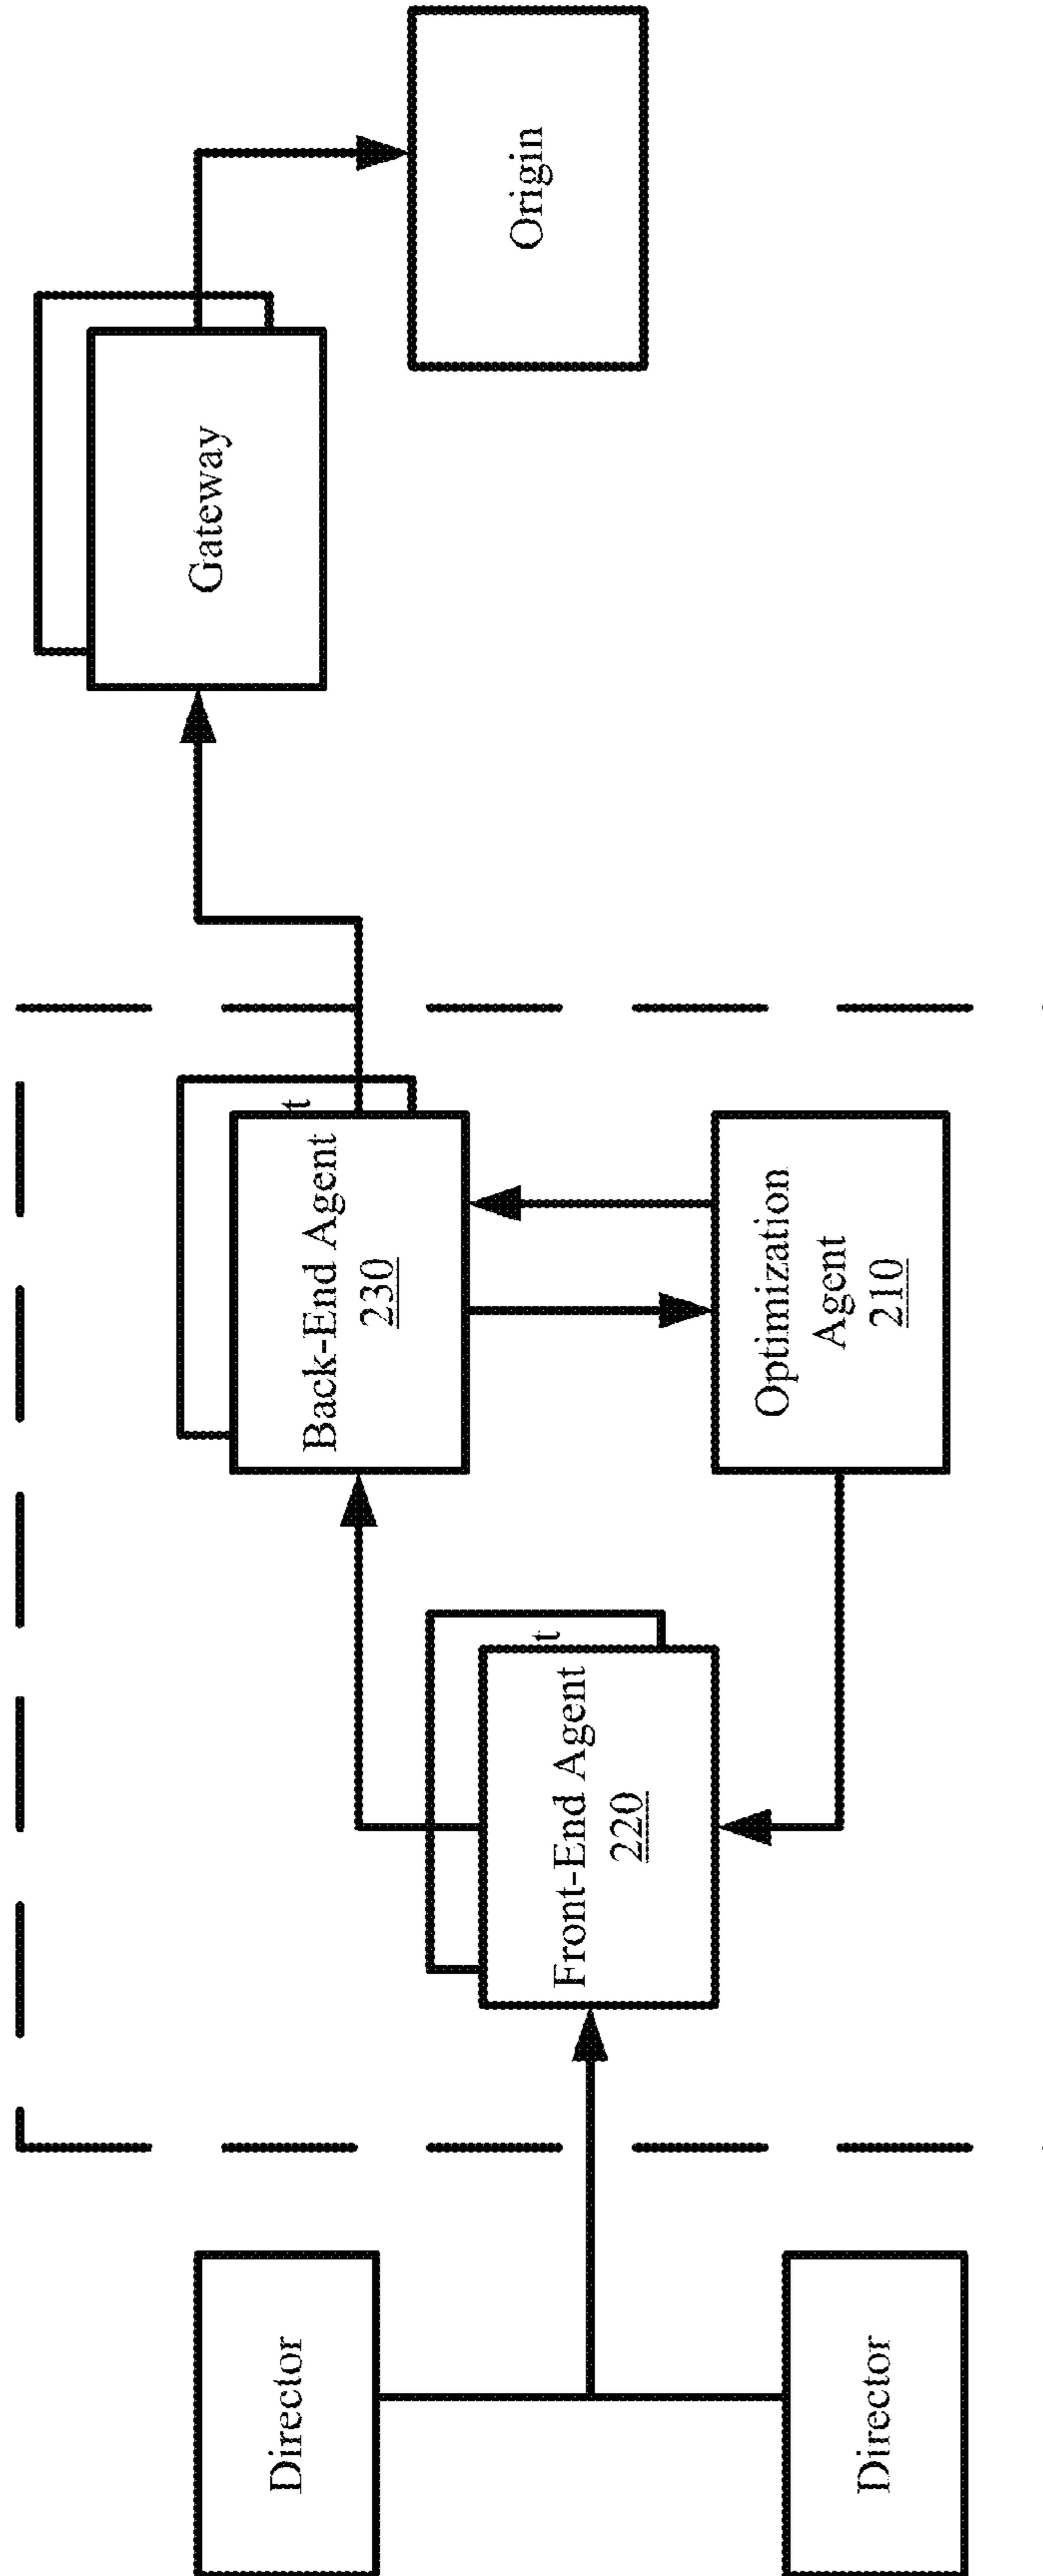 Director
Director
Front-End Agent
220
t
Back-End Agent
230
t
Optimization
Agent
210
Gateway
Origin